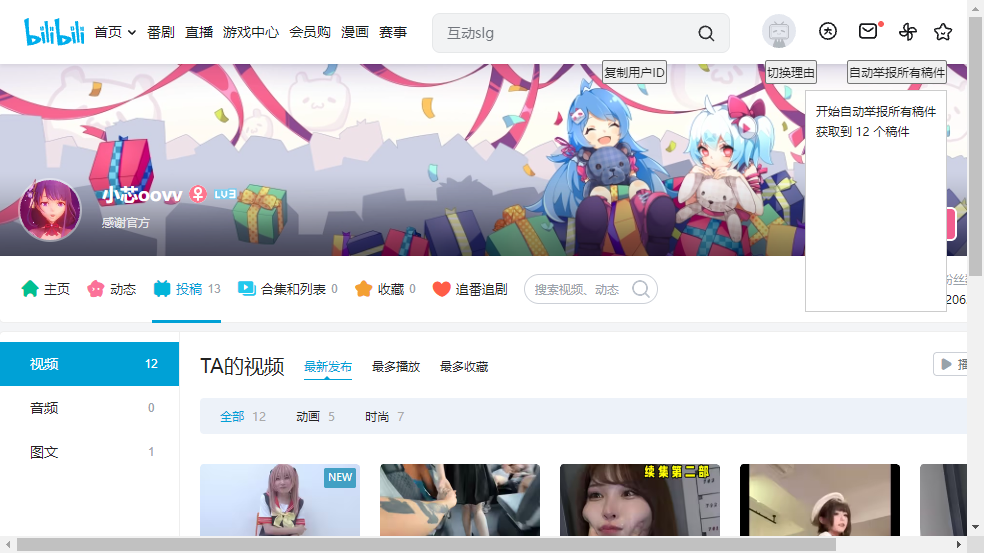 bilibili
首页 番剧 直播 游戏中心 会员购 漫画 赛事
互动slg
复制用户ID
切换理由
自动举报所有稿件
开始自动举报所有稿件
获取到 12 个稿件
小芯oovv LV3
感谢官方
主页 动态 投稿 13 合集和列表 0 收藏 0 追番追剧
搜索视频、动态
粉丝
206
视频 12
音频 0
图文 1
TA的视频 最新发布 最多播放 最多收藏
播
全部 12 动画 5 时尚 7
NEW
续集第二部